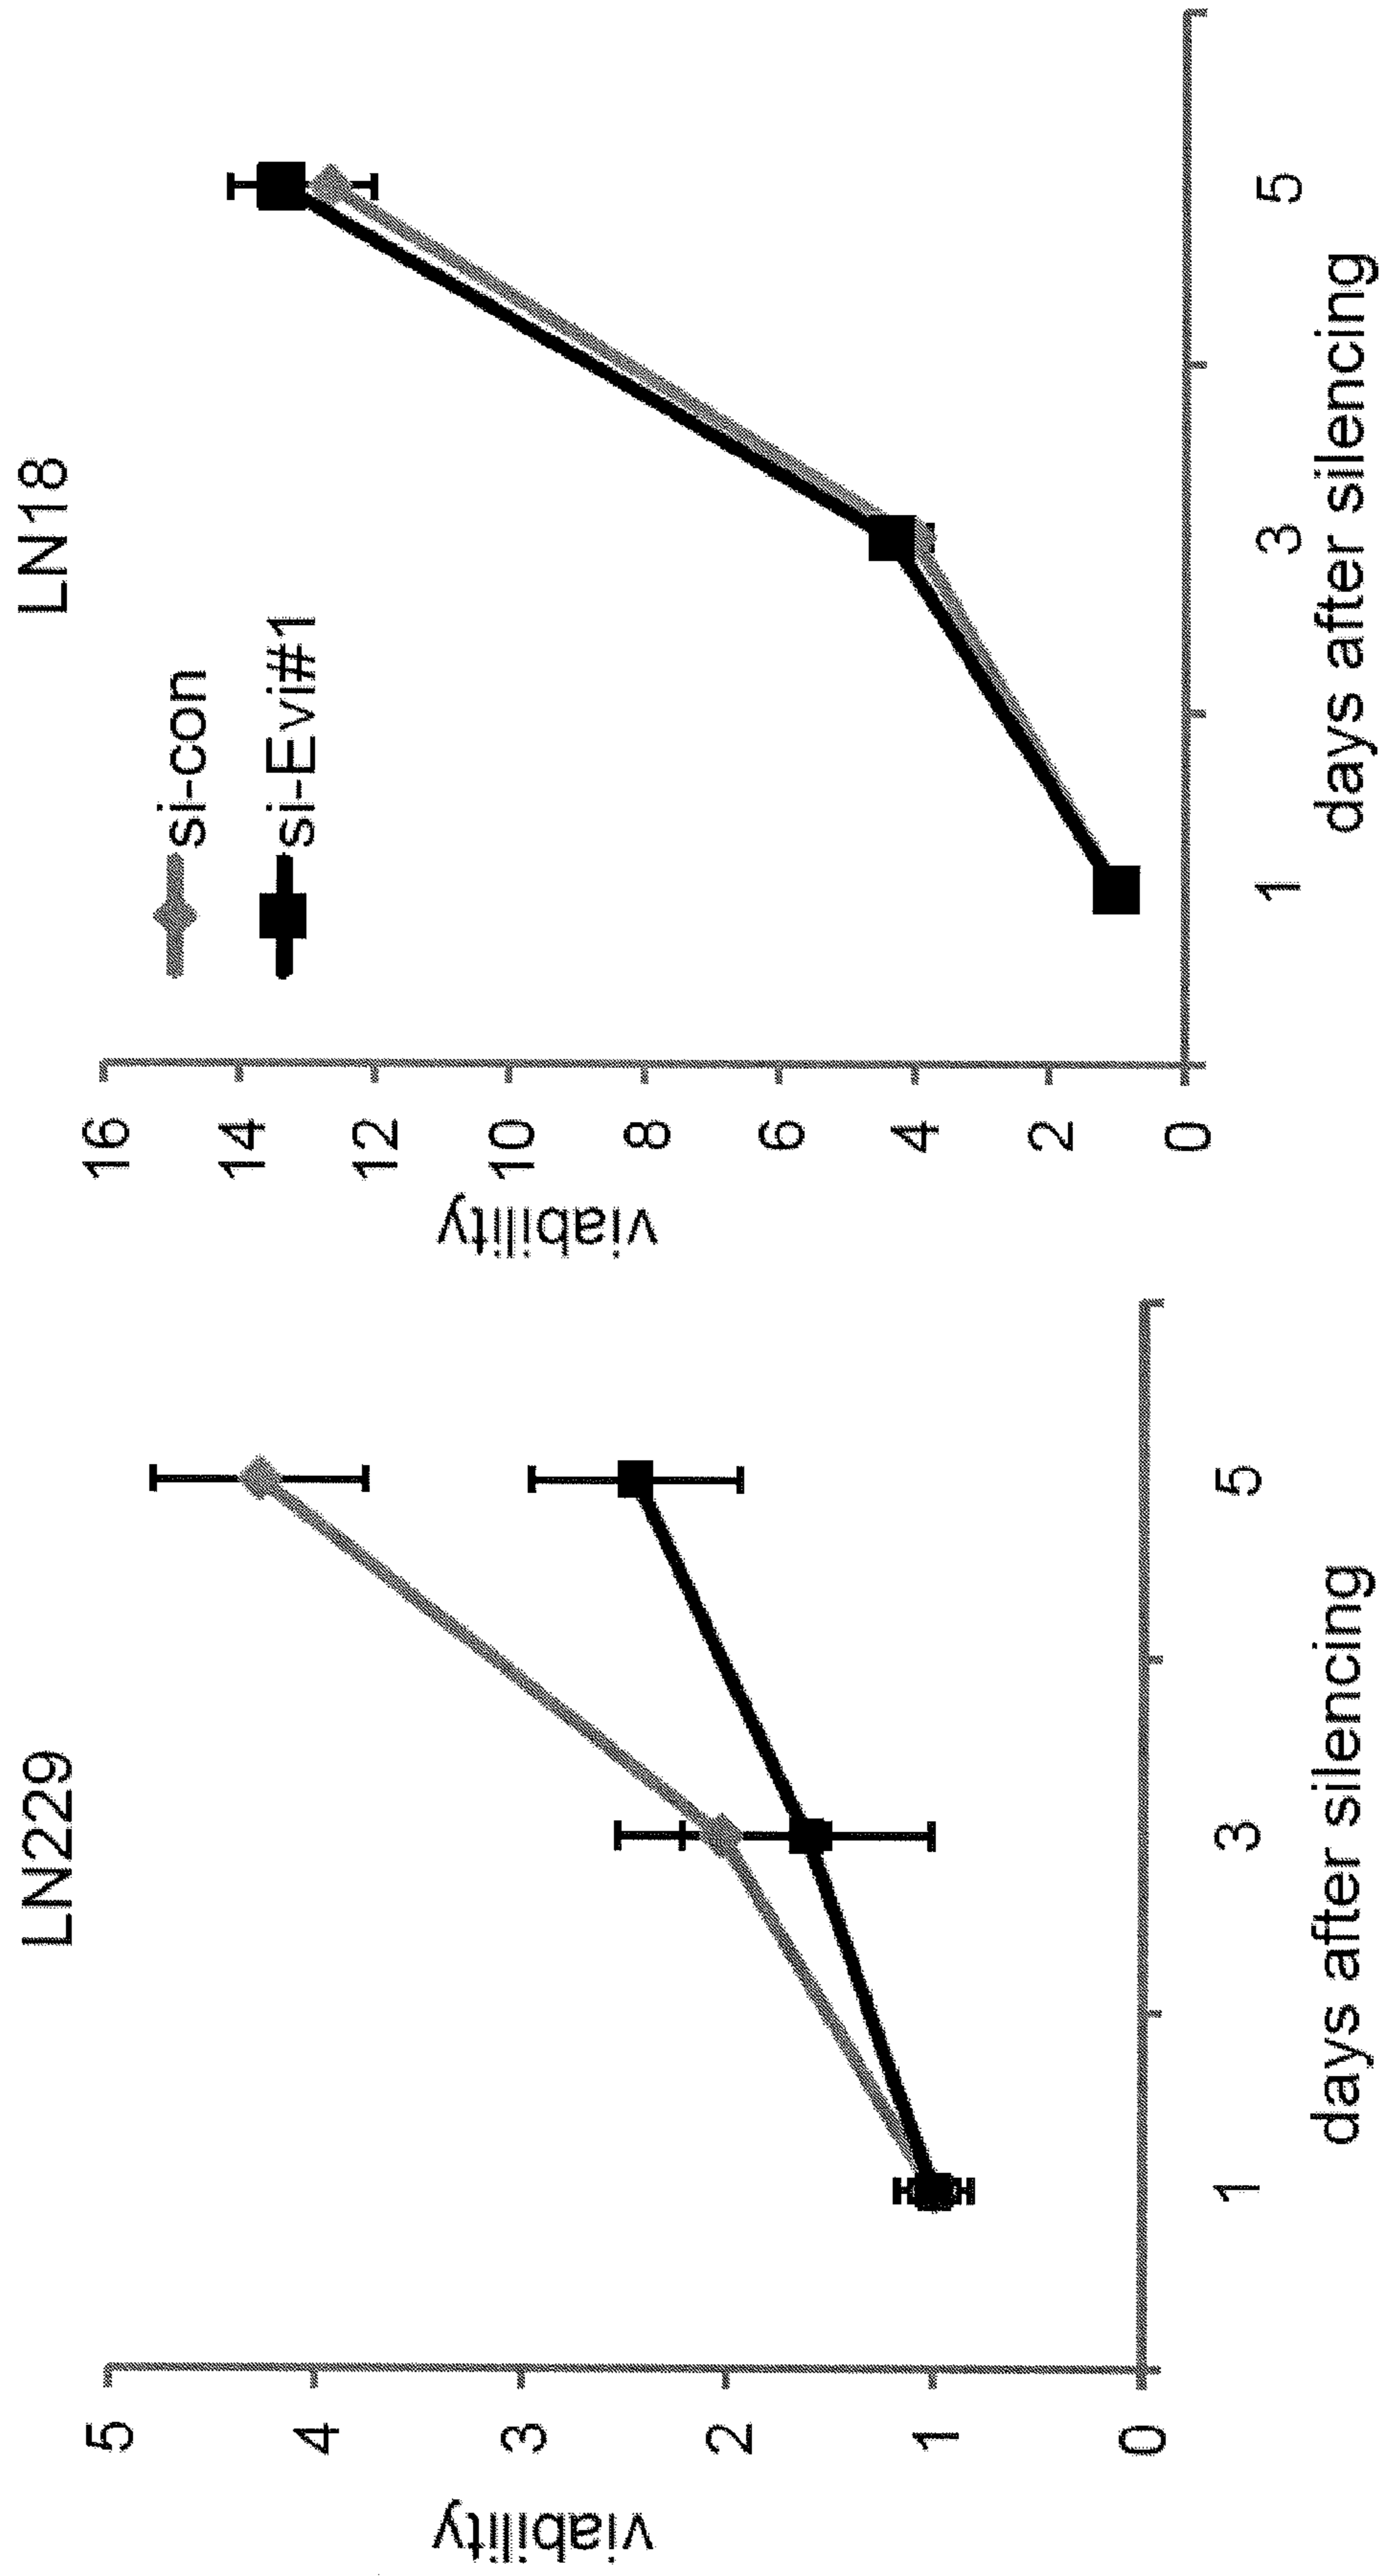 LN229
viability
5
4
3
2
1
0
1 3 5
days after silencing
LN18
si-con
si-Evi#1
viability
16
14
12
10
8
6
4
2
0
1 3 5
days after silencing